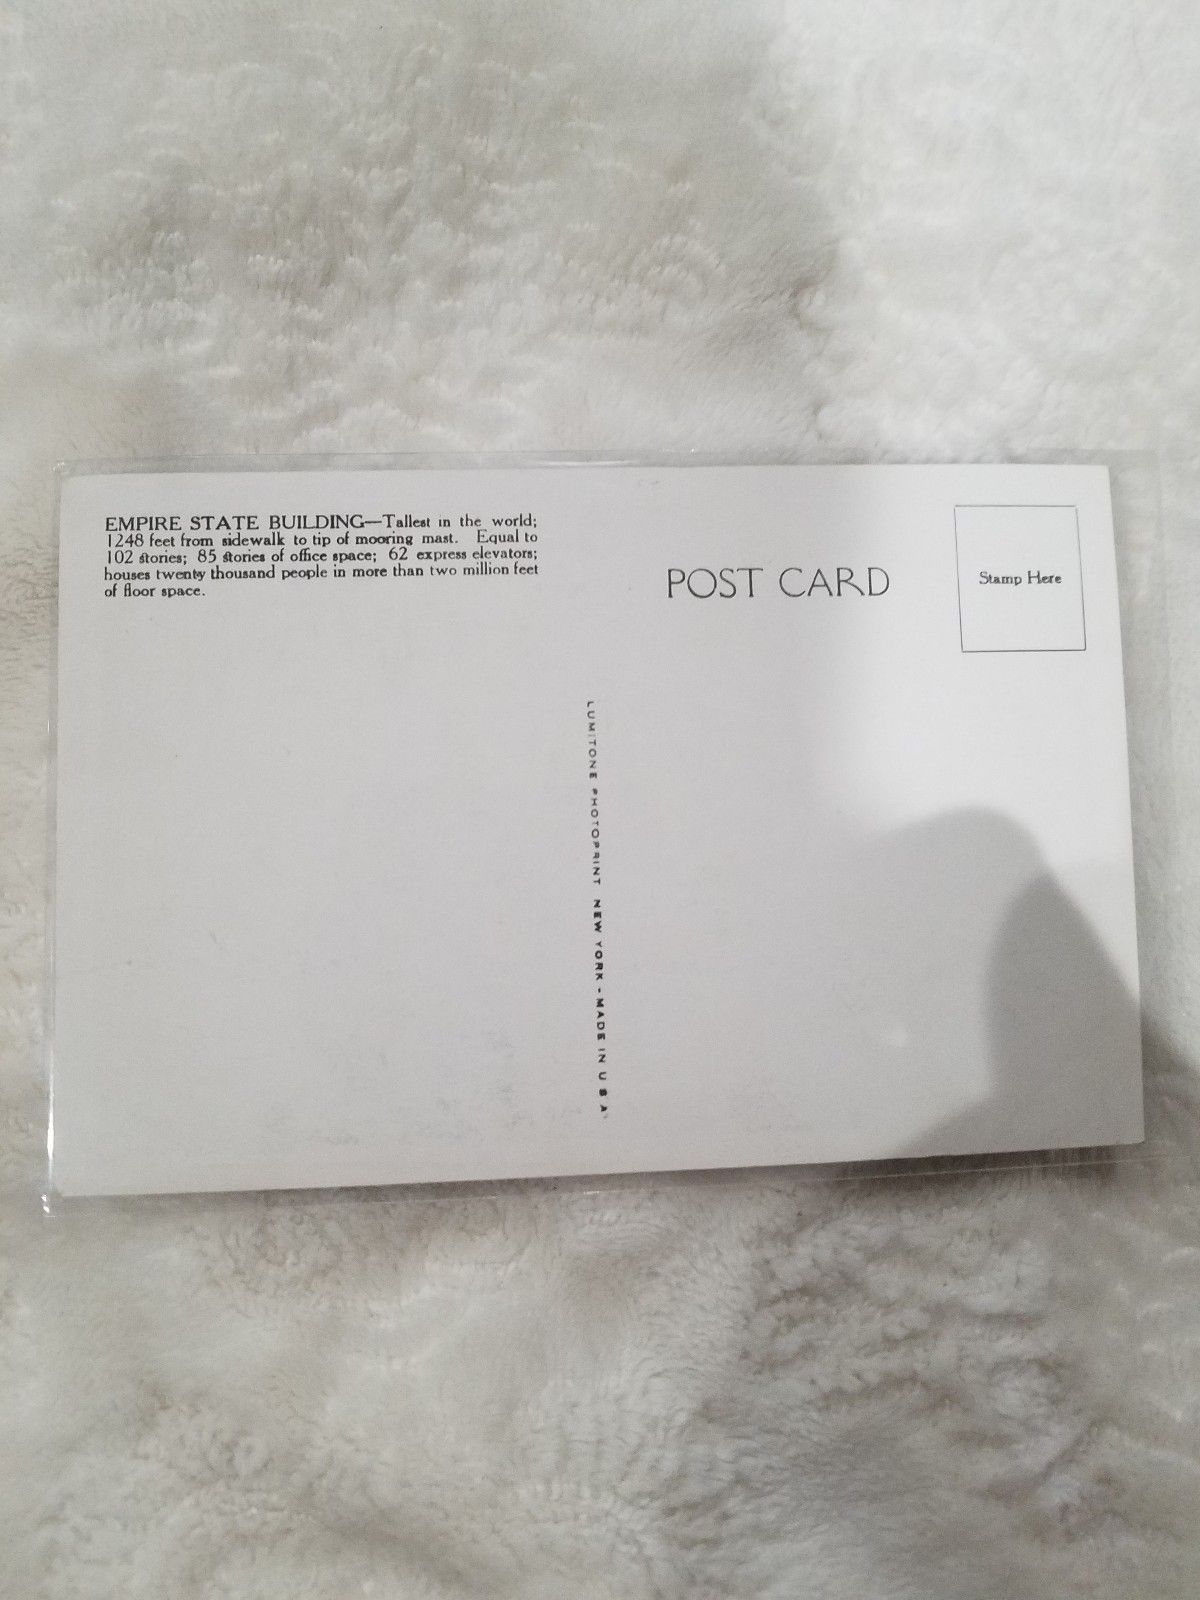 EMPIRE STATE BUILDING—Tallest in the world;
1248 feet from sidewalk to tip of mooring mast. Equal to
102 stories; 85 stories of office space; 62 express elevators;
houses twenty thousand people in more than two million feet
of floor space.
POST CARD
Stamp Here
LUMITONE PHOTOPRINT NEW YORK - MADE IN U S A